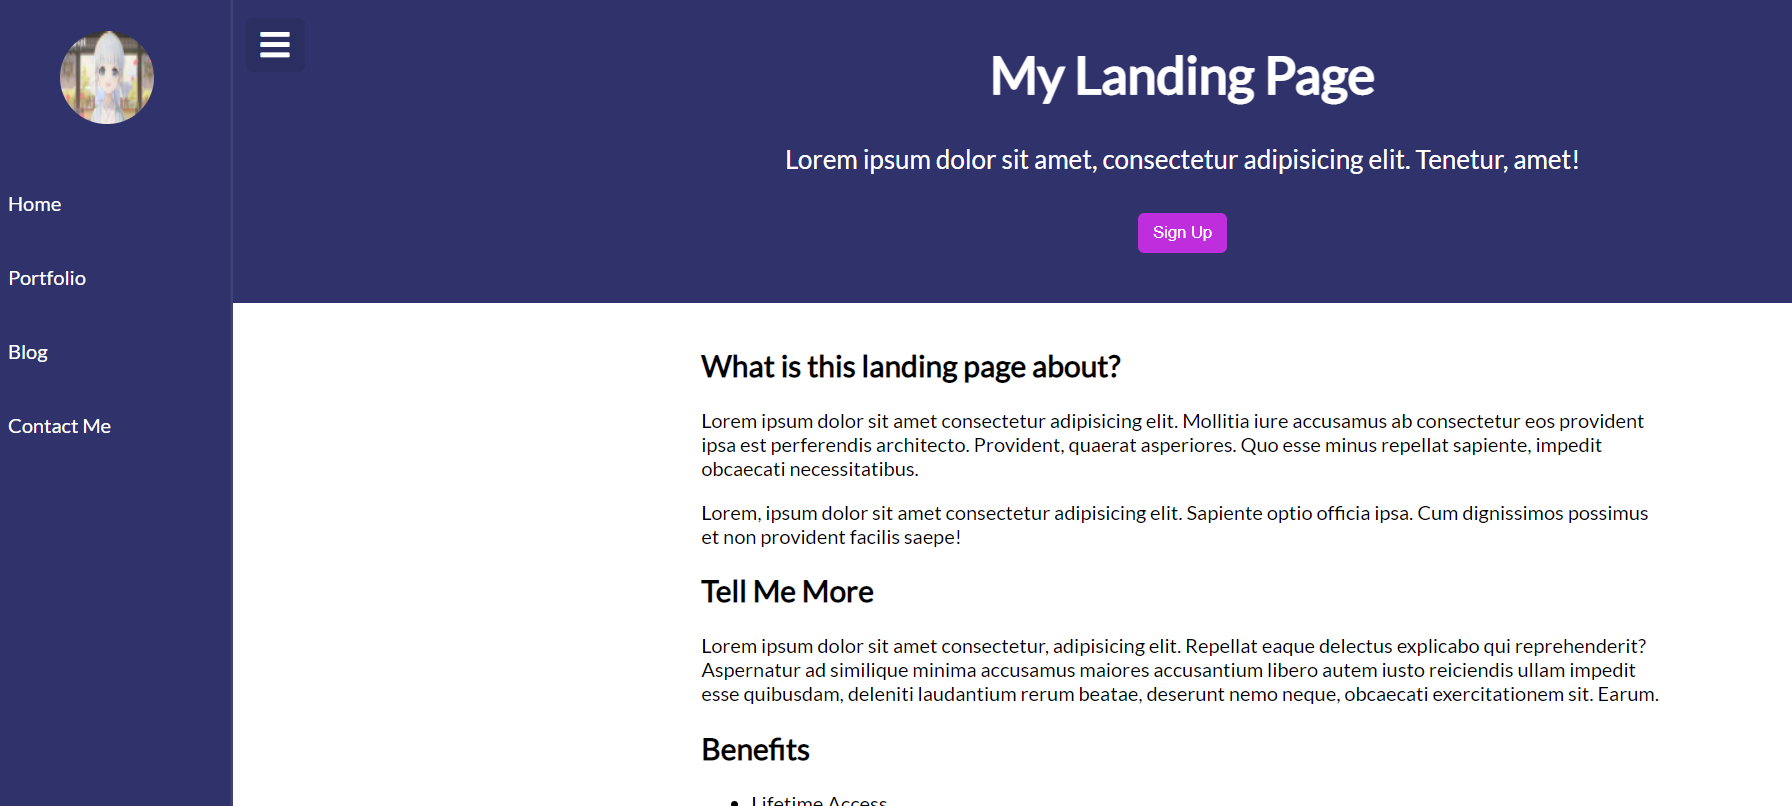 My Landing Page
Lorem ipsum dolor sit amet, consectetur adipisicing elit. Tenetur, amet!
Sign Up
Home
Portfolio
Blog
Contact Me
What is this landing page about?
Lorem ipsum dolor sit amet consectetur adipisicing elit. Mollitia iure accusamus ab consectetur eos provident
ipsa est perferendis architecto. Provident, quaerat asperiores. Quo esse minus repellat sapiente, impedit
obcaecati necessitatibus.
Lorem, ipsum dolor sit amet consectetur adipisicing elit. Sapiente optio officia ipsa. Cum dignissimos possimus
et non provident facilis saepe!
Tell Me More
Lorem ipsum dolor sit amet consectetur, adipisicing elit. Repellat eaque delectus explicabo qui reprehenderit?
Aspernatur ad similique minima accusamus maiores accusantium libero autem iusto reiciendis ullam impedit
esse quibusdam, deleniti laudantium rerum beatae, deserunt nemo neque, obcaecati exercitationem sit. Earum.
Benefits
Lifetime Access